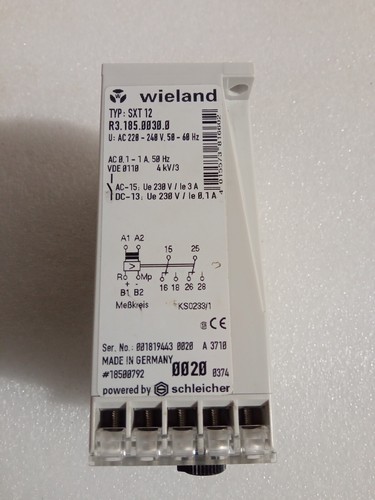 wieland
TYP: SXT 12
R3.185.0030.0
U: AC 220 - 240 V, 50 - 60 Hz
AC 0,1 - 1 A, 50 Hz
VDE 0110 4 kV/3
AC-15: Ue 230 V / Ie 3 A
DC-13: Ue 230 V / Ie 0,1 A
A1 A2 15 25
>
R Mp 16 18 26 28
+ -
B1 B2
Meßkreis KS0233/1
CE
Ser. No.: 001819443 0020 A 3710
MADE IN GERMANY
#18500792 0020 0374
powered by schleicher